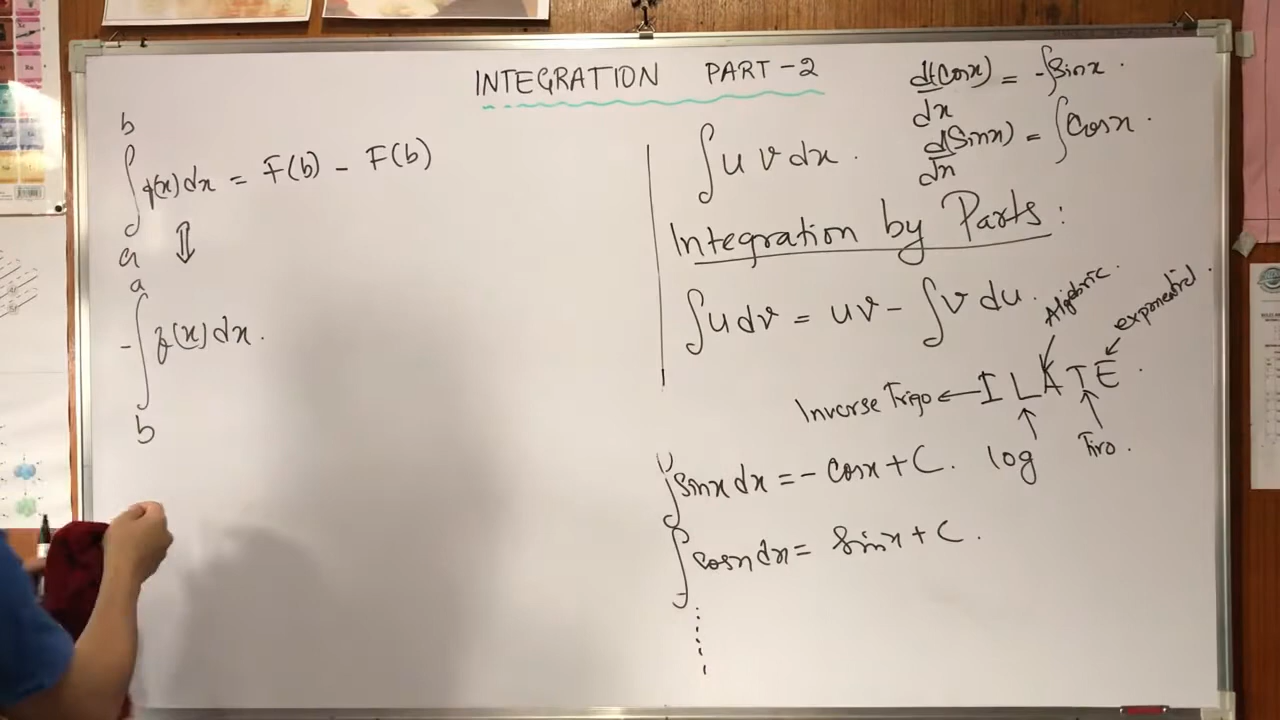 INTEGRATION PART-2
b
∫f(x)dx = F(b) - F(b)
a
⇕
a
-∫f(x)dx.
b
d(Cosx)/dx = -∫Sinx.
d(Sinx)/dx = ∫Cosx.
∫u v dx.
Integration by Parts:
∫u dv = uv - ∫v du.
Algebric.
exponential.
Inverse Trigo ← I L A T E.
log
Tiro.
∫Sinx dx = - Cosx + C.
∫Cosx dx = Sinx + C.